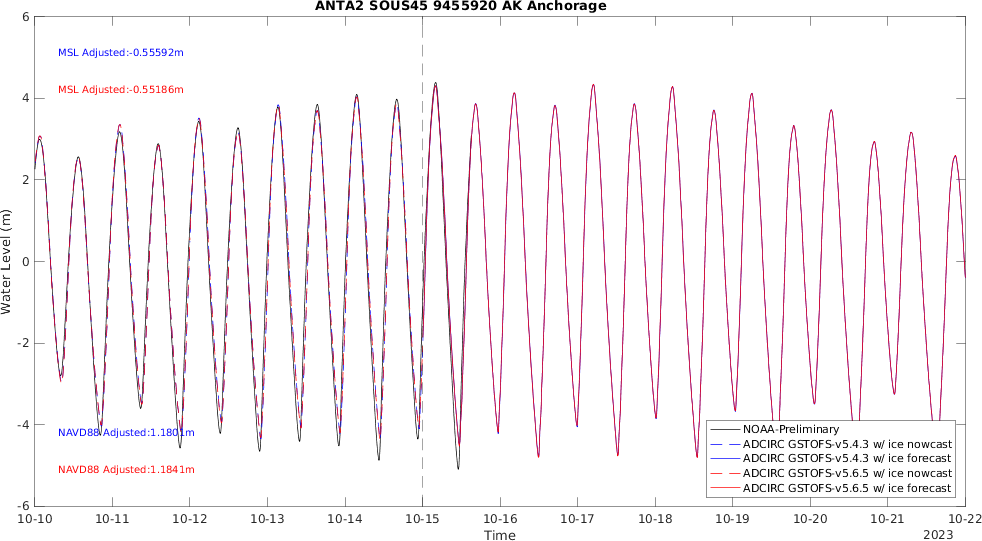 ANTA2 SOUS45 9455920 AK Anchorage
6
MSL Adjusted:-0.55592m
MSL Adjusted:-0.55186m
4
2
0
-2
-4
-6
Water Level (m)
NAVD88 Adjusted:1.1801m
NAVD88 Adjusted:1.1841m
NOAA-Preliminary
ADCIRC GSTOFS-v5.4.3 w/ ice nowcast
ADCIRC GSTOFS-v5.4.3 w/ ice forecast
ADCIRC GSTOFS-v5.6.5 w/ ice nowcast
ADCIRC GSTOFS-v5.6.5 w/ ice forecast
10-10 10-11 10-12 10-13 10-14 10-15 10-16 10-17 10-18 10-19 10-20 10-21 10-22
Time
2023